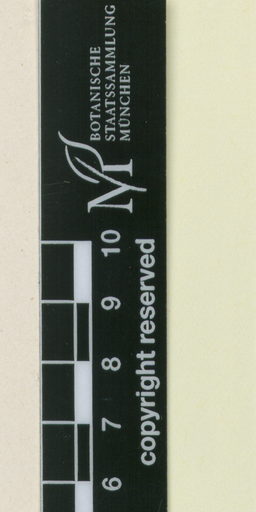 BOTANISCHE
STAATSSAMMLUNG
MÜNCHEN
M
10
9
8
7
6
copyright reserved